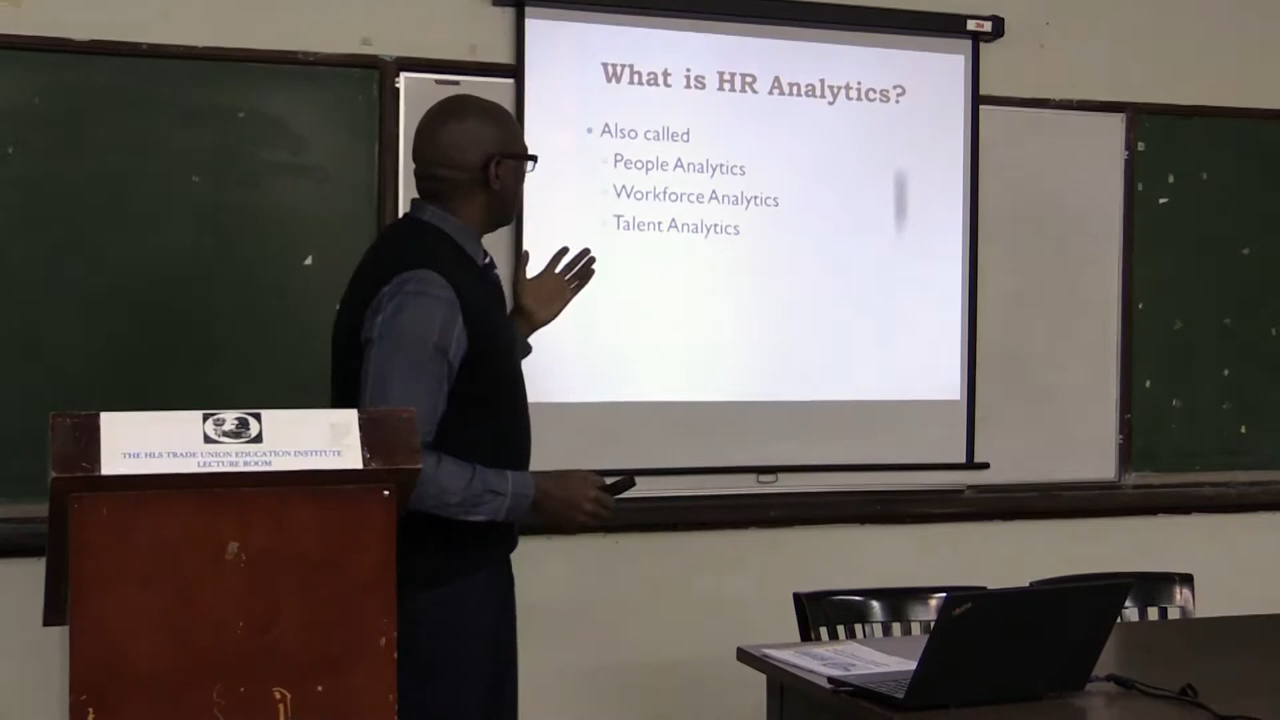 What is HR Analytics?
• Also called
People Analytics
Workforce Analytics
Talent Analytics
3M
THE HLS TRADE UNION EDUCATION INSTITUTE
LECTURE ROOM